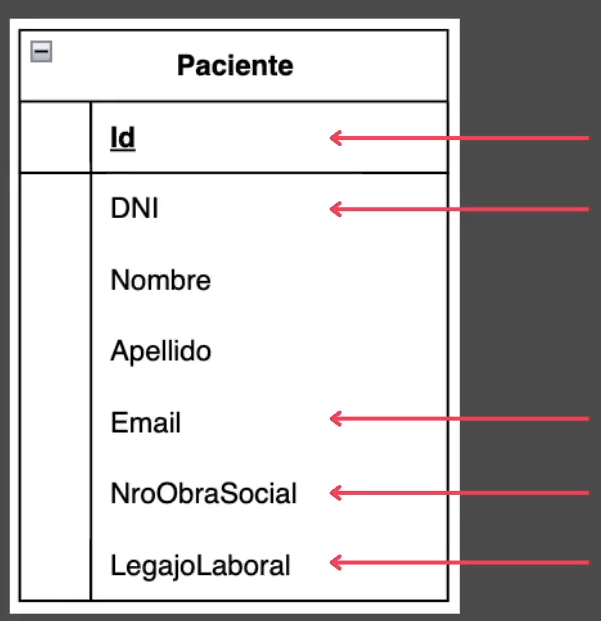 Paciente
Id
DNI
Nombre
Apellido
Email
NroObraSocial
LegajoLaboral